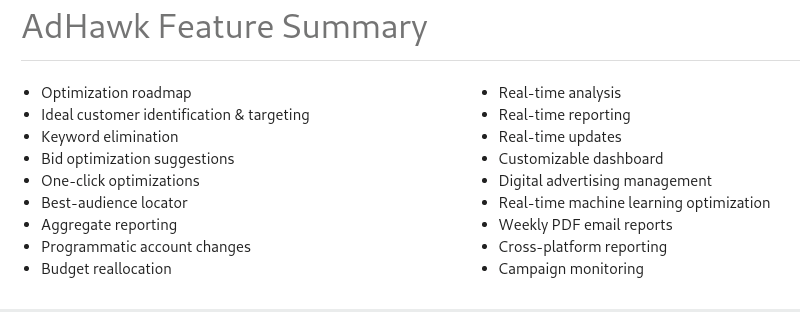 AdHawk Feature Summary
Optimization roadmap
Ideal customer identification & targeting
Keyword elimination
Bid optimization suggestions
One-click optimizations
Best-audience locator
Aggregate reporting
Programmatic account changes
Budget reallocation
Real-time analysis
Real-time reporting
Real-time updates
Customizable dashboard
Digital advertising management
Real-time machine learning optimization
Weekly PDF email reports
Cross-platform reporting
Campaign monitoring